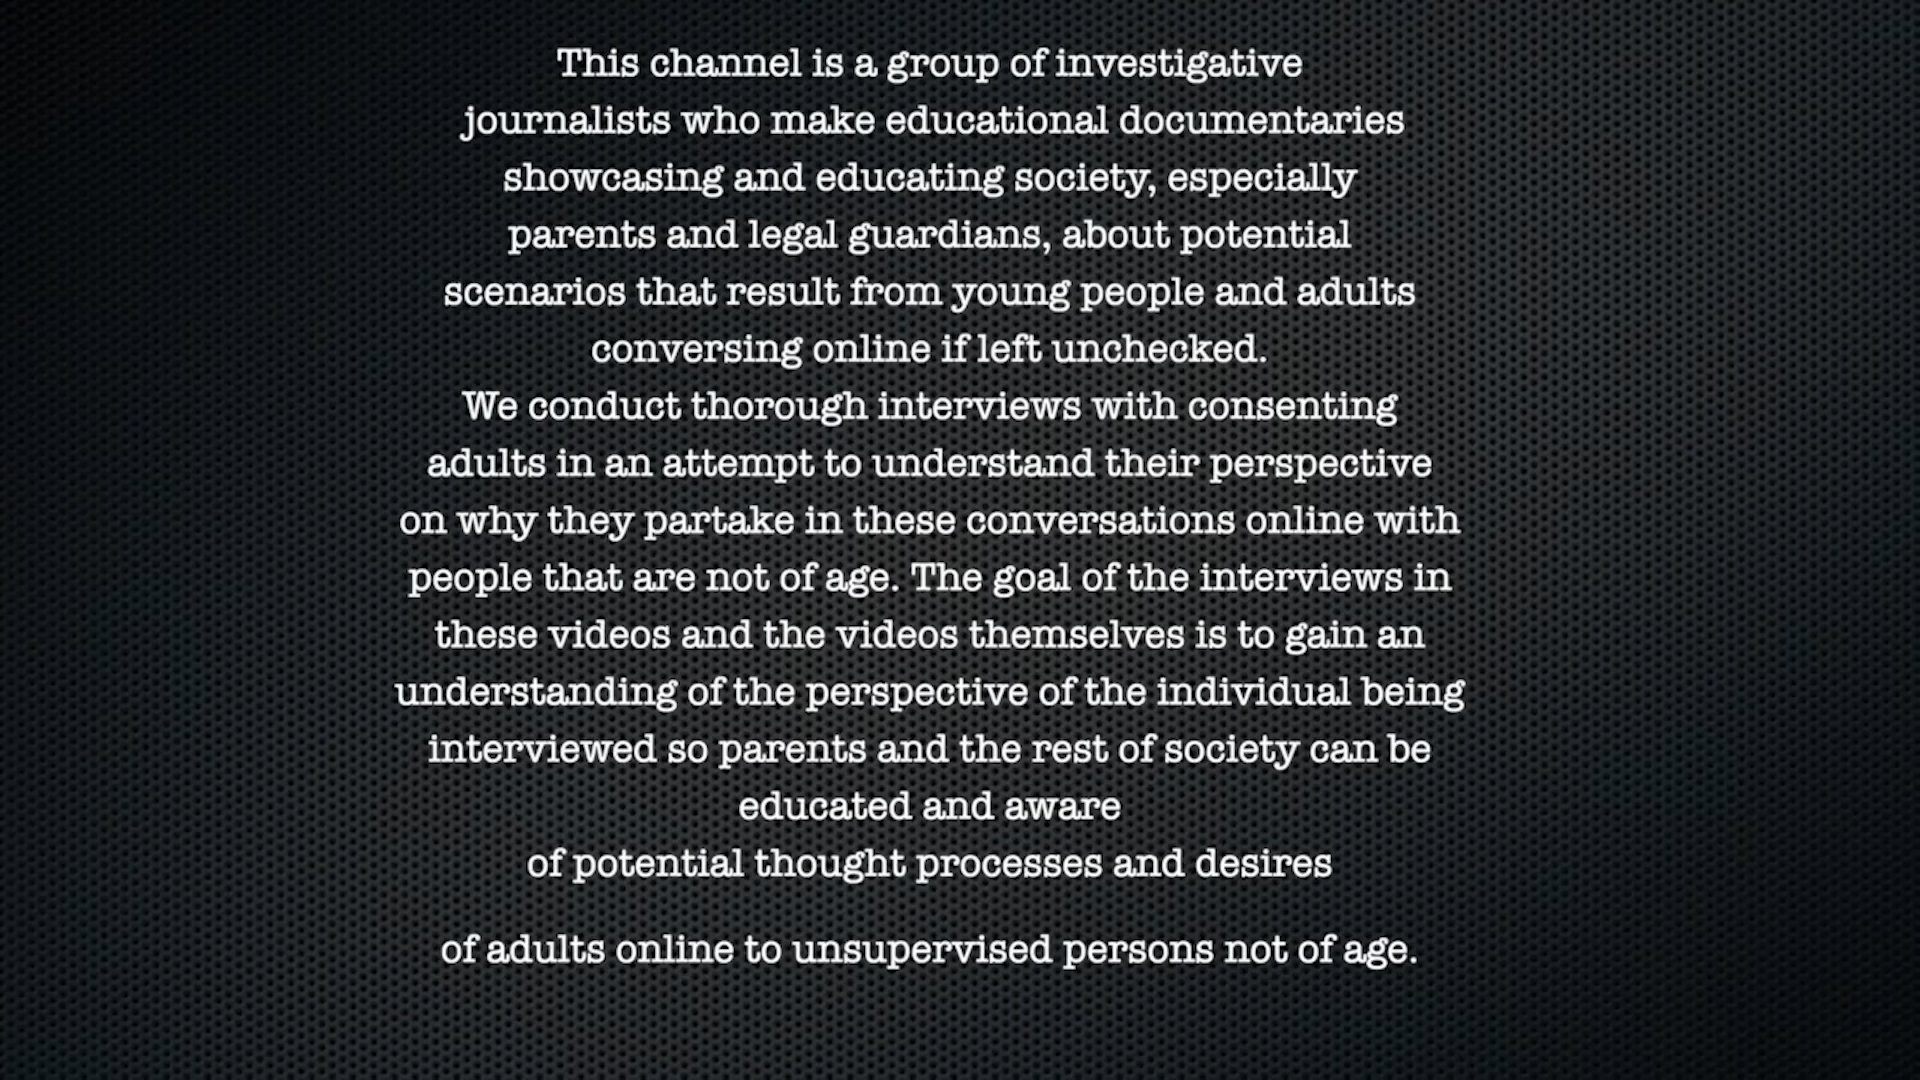 This channel is a group of investigative
journalists who make educational documentaries
showcasing and educating society, especially
parents and legal guardians, about potential
scenarios that result from young people and adults
conversing online if left unchecked.
We conduct thorough interviews with consenting
adults in an attempt to understand their perspective
on why they partake in these conversations online with
people that are not of age. The goal of the interviews in
these videos and the videos themselves is to gain an
understanding of the perspective of the individual being
interviewed so parents and the rest of society can be
educated and aware
of potential thought processes and desires
of adults online to unsupervised persons not of age.